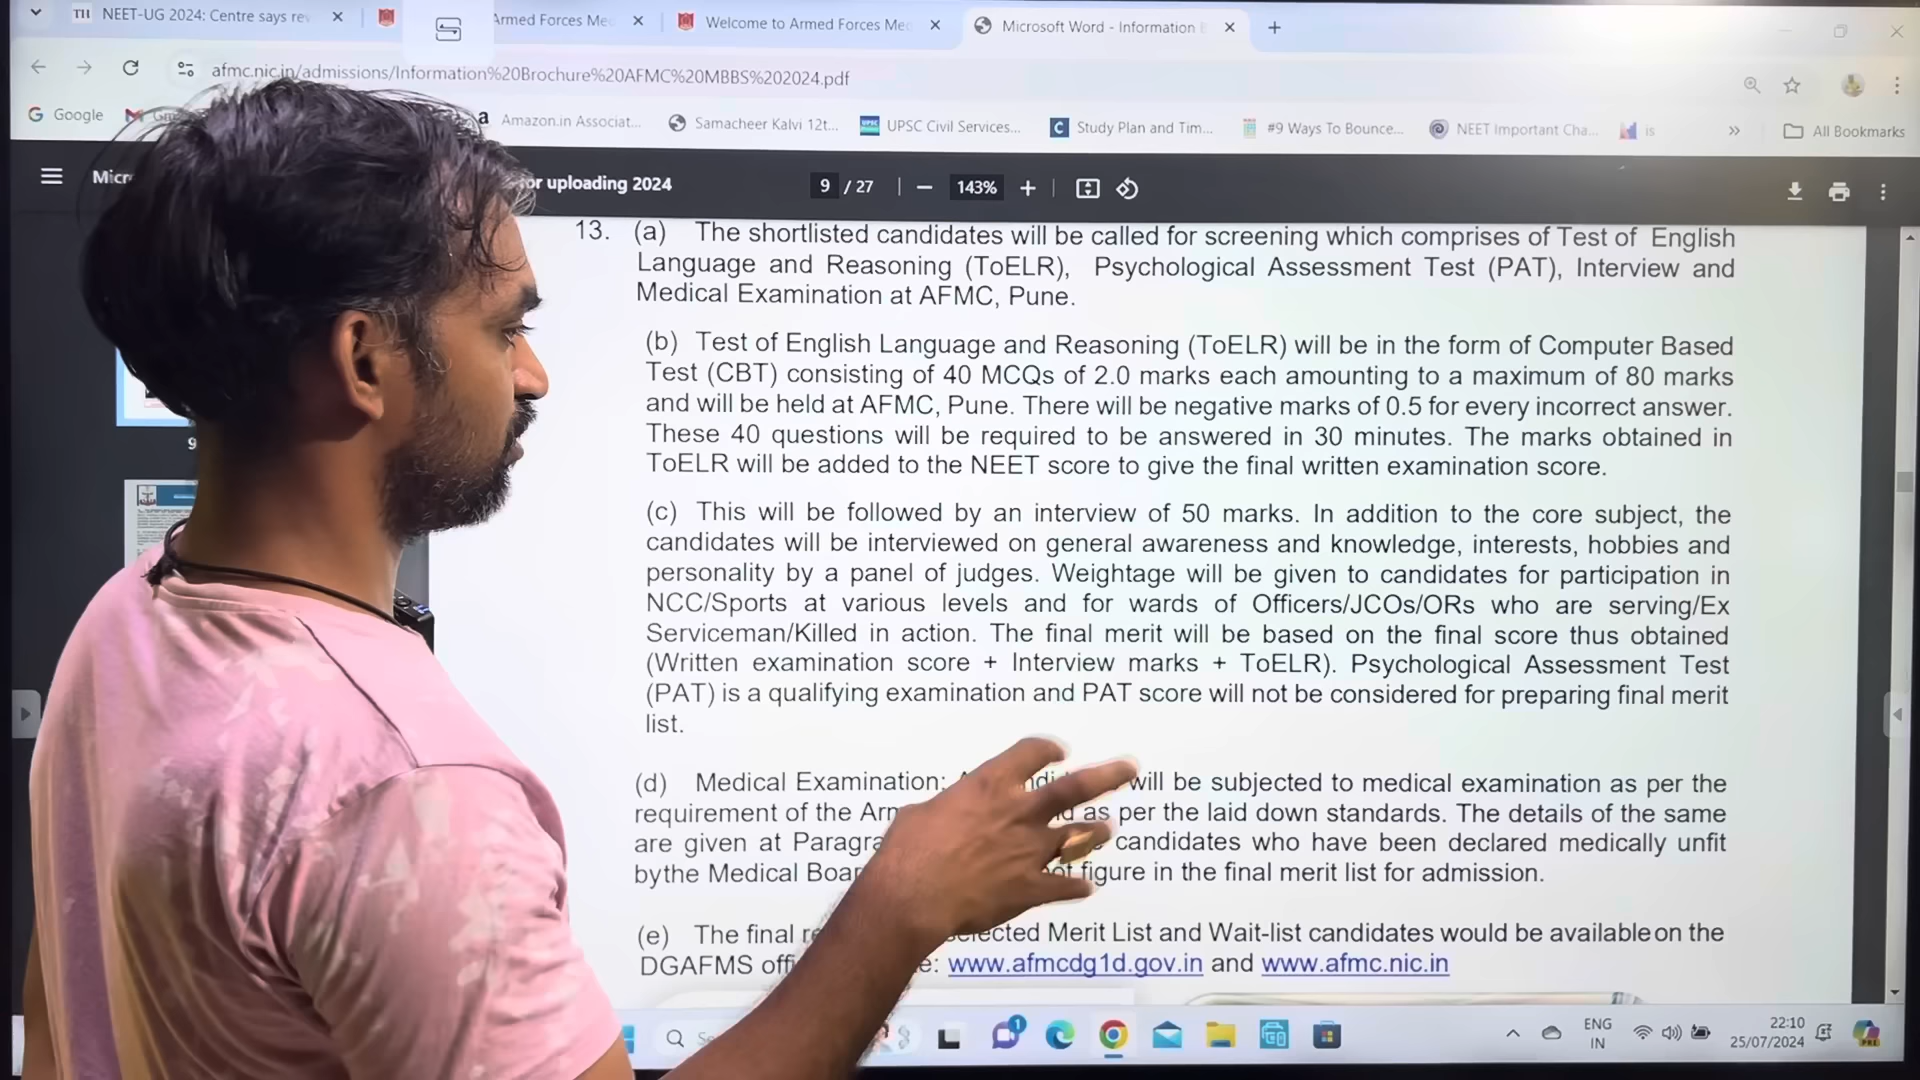 TH NEET-UG 2024: Centre says re
Armed Forces Me
Welcome to Armed Forces Med
Microsoft Word - Information
afmc.nic.in/admissions/Information%20Brochure%20AFMC%20MBBS%202024.pdf
Google
a Amazon.in Associat...
Samacheer Kalvi 12t...
UPSC UPSC Civil Services...
C Study Plan and Tim...
#9 Ways To Bounce...
NEET Important Cha...
is
»
All Bookmarks
Micr
or uploading 2024
9 / 27
143%
13. (a) The shortlisted candidates will be called for screening which comprises of Test of English
Language and Reasoning (ToELR), Psychological Assessment Test (PAT), Interview and
Medical Examination at AFMC, Pune.
(b) Test of English Language and Reasoning (ToELR) will be in the form of Computer Based
Test (CBT) consisting of 40 MCQs of 2.0 marks each amounting to a maximum of 80 marks
and will be held at AFMC, Pune. There will be negative marks of 0.5 for every incorrect answer.
These 40 questions will be required to be answered in 30 minutes. The marks obtained in
ToELR will be added to the NEET score to give the final written examination score.
(c) This will be followed by an interview of 50 marks. In addition to the core subject, the
candidates will be interviewed on general awareness and knowledge, interests, hobbies and
personality by a panel of judges. Weightage will be given to candidates for participation in
NCC/Sports at various levels and for wards of Officers/JCOs/ORs who are serving/Ex
Serviceman/Killed in action. The final merit will be based on the final score thus obtained
(Written examination score + Interview marks + ToELR). Psychological Assessment Test
(PAT) is a qualifying examination and PAT score will not be considered for preparing final merit
list.
(d) Medical Examination: will be subjected to medical examination as per the
requirement of the Arm as per the laid down standards. The details of the same
are given at Paragra candidates who have been declared medically unfit
bythe Medical Boar figure in the final merit list for admission.
(e) The final re elected Merit List and Wait-list candidates would be available on the
DGAFMS offi e: www.afmcdg1d.gov.in and www.afmc.nic.in
9
1
ENG
IN
22:10
25/07/2024
PRE